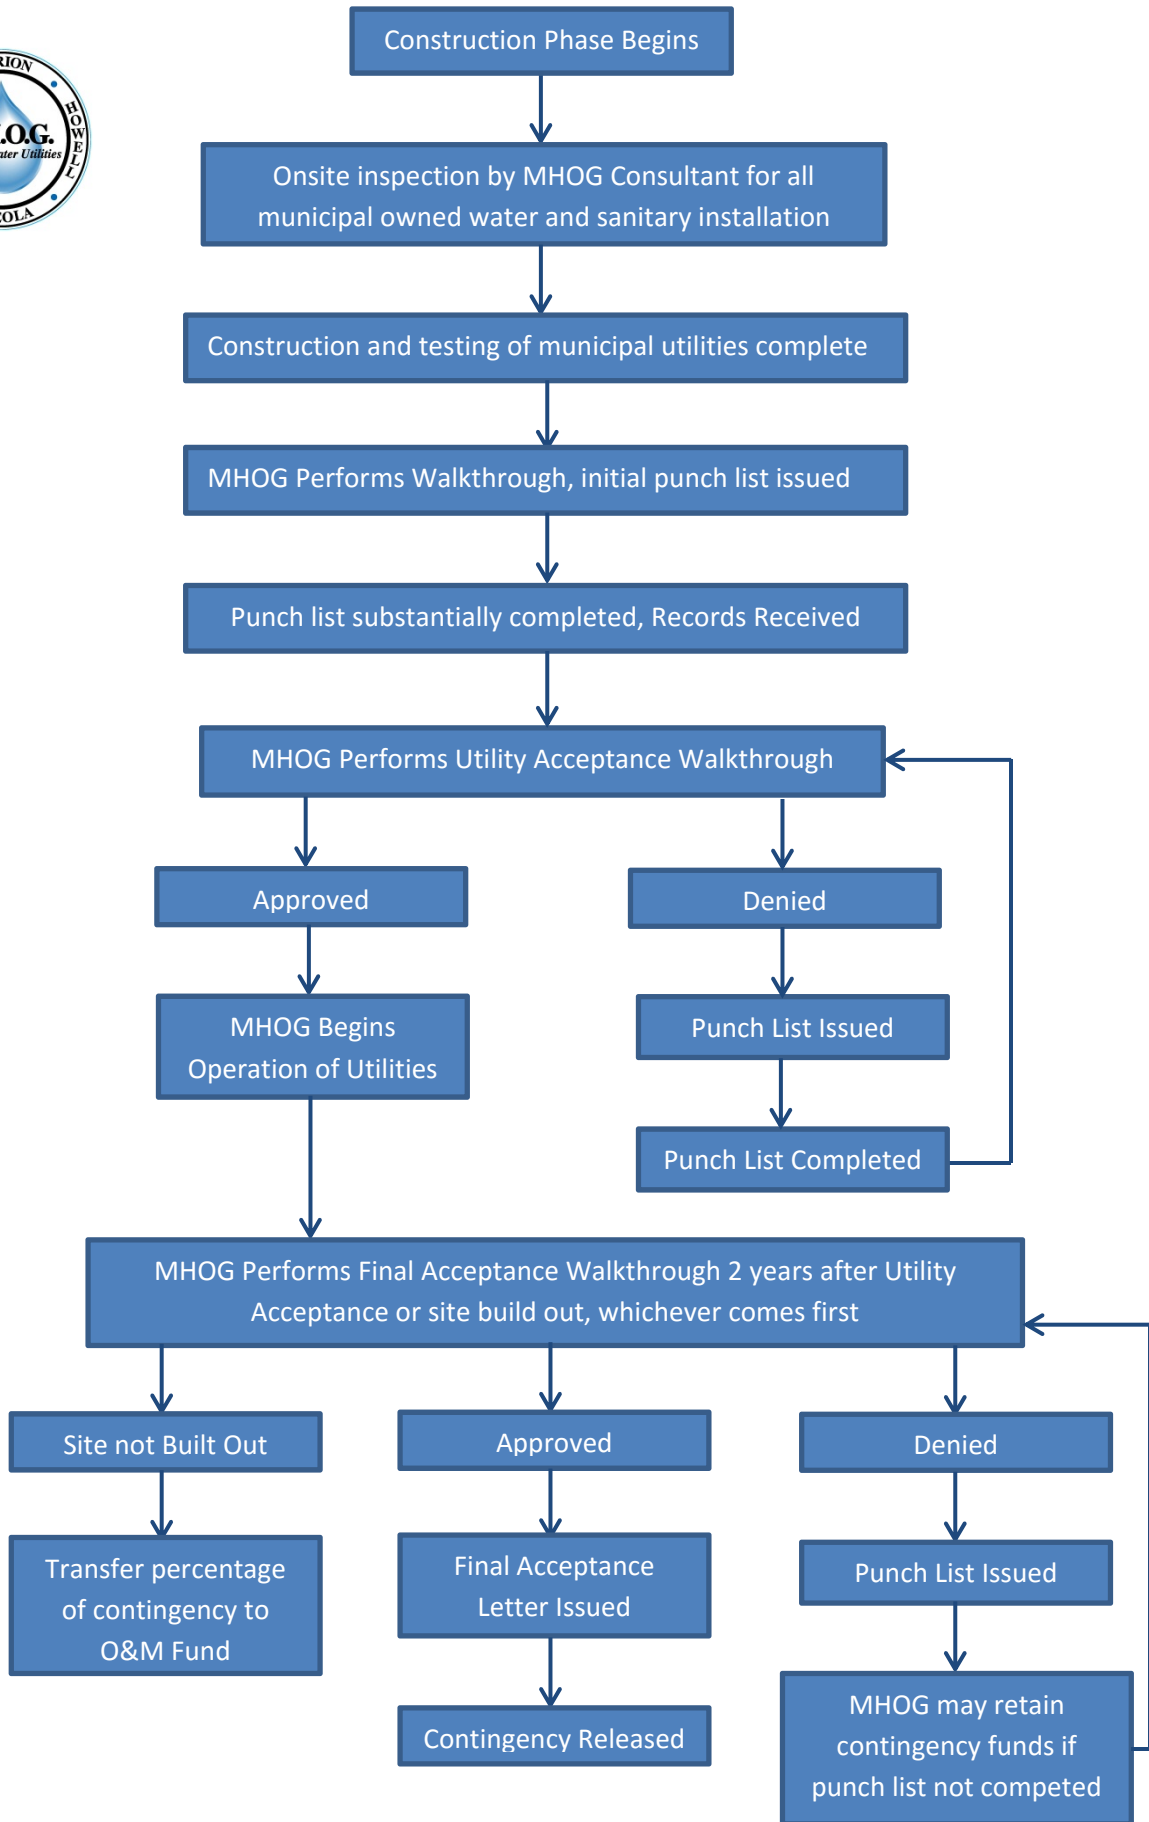 Construction Phase Begins
HOWELL
O.G.
ater Utilities
Onsite inspection by MHOG Consultant for all
municipal owned water and sanitary installation
Construction and testing of municipal utilities complete
MHOG Performs Walkthrough, initial punch list issued
Punch list substantially completed, Records Received
MHOG Performs Utility Acceptance Walkthrough
Approved
Denied
MHOG Begins
Operation of Utilities
Punch List Issued
Punch List Completed
MHOG Performs Final Acceptance Walkthrough 2 years after Utility
Acceptance or site build out, whichever comes first
Site not Built Out
Approved
Denied
Transfer percentage
of contingency to
O&M Fund
Final Acceptance
Letter Issued
Punch List Issued
Contingency Released
MHOG may retain
contingency funds if
punch list not competed